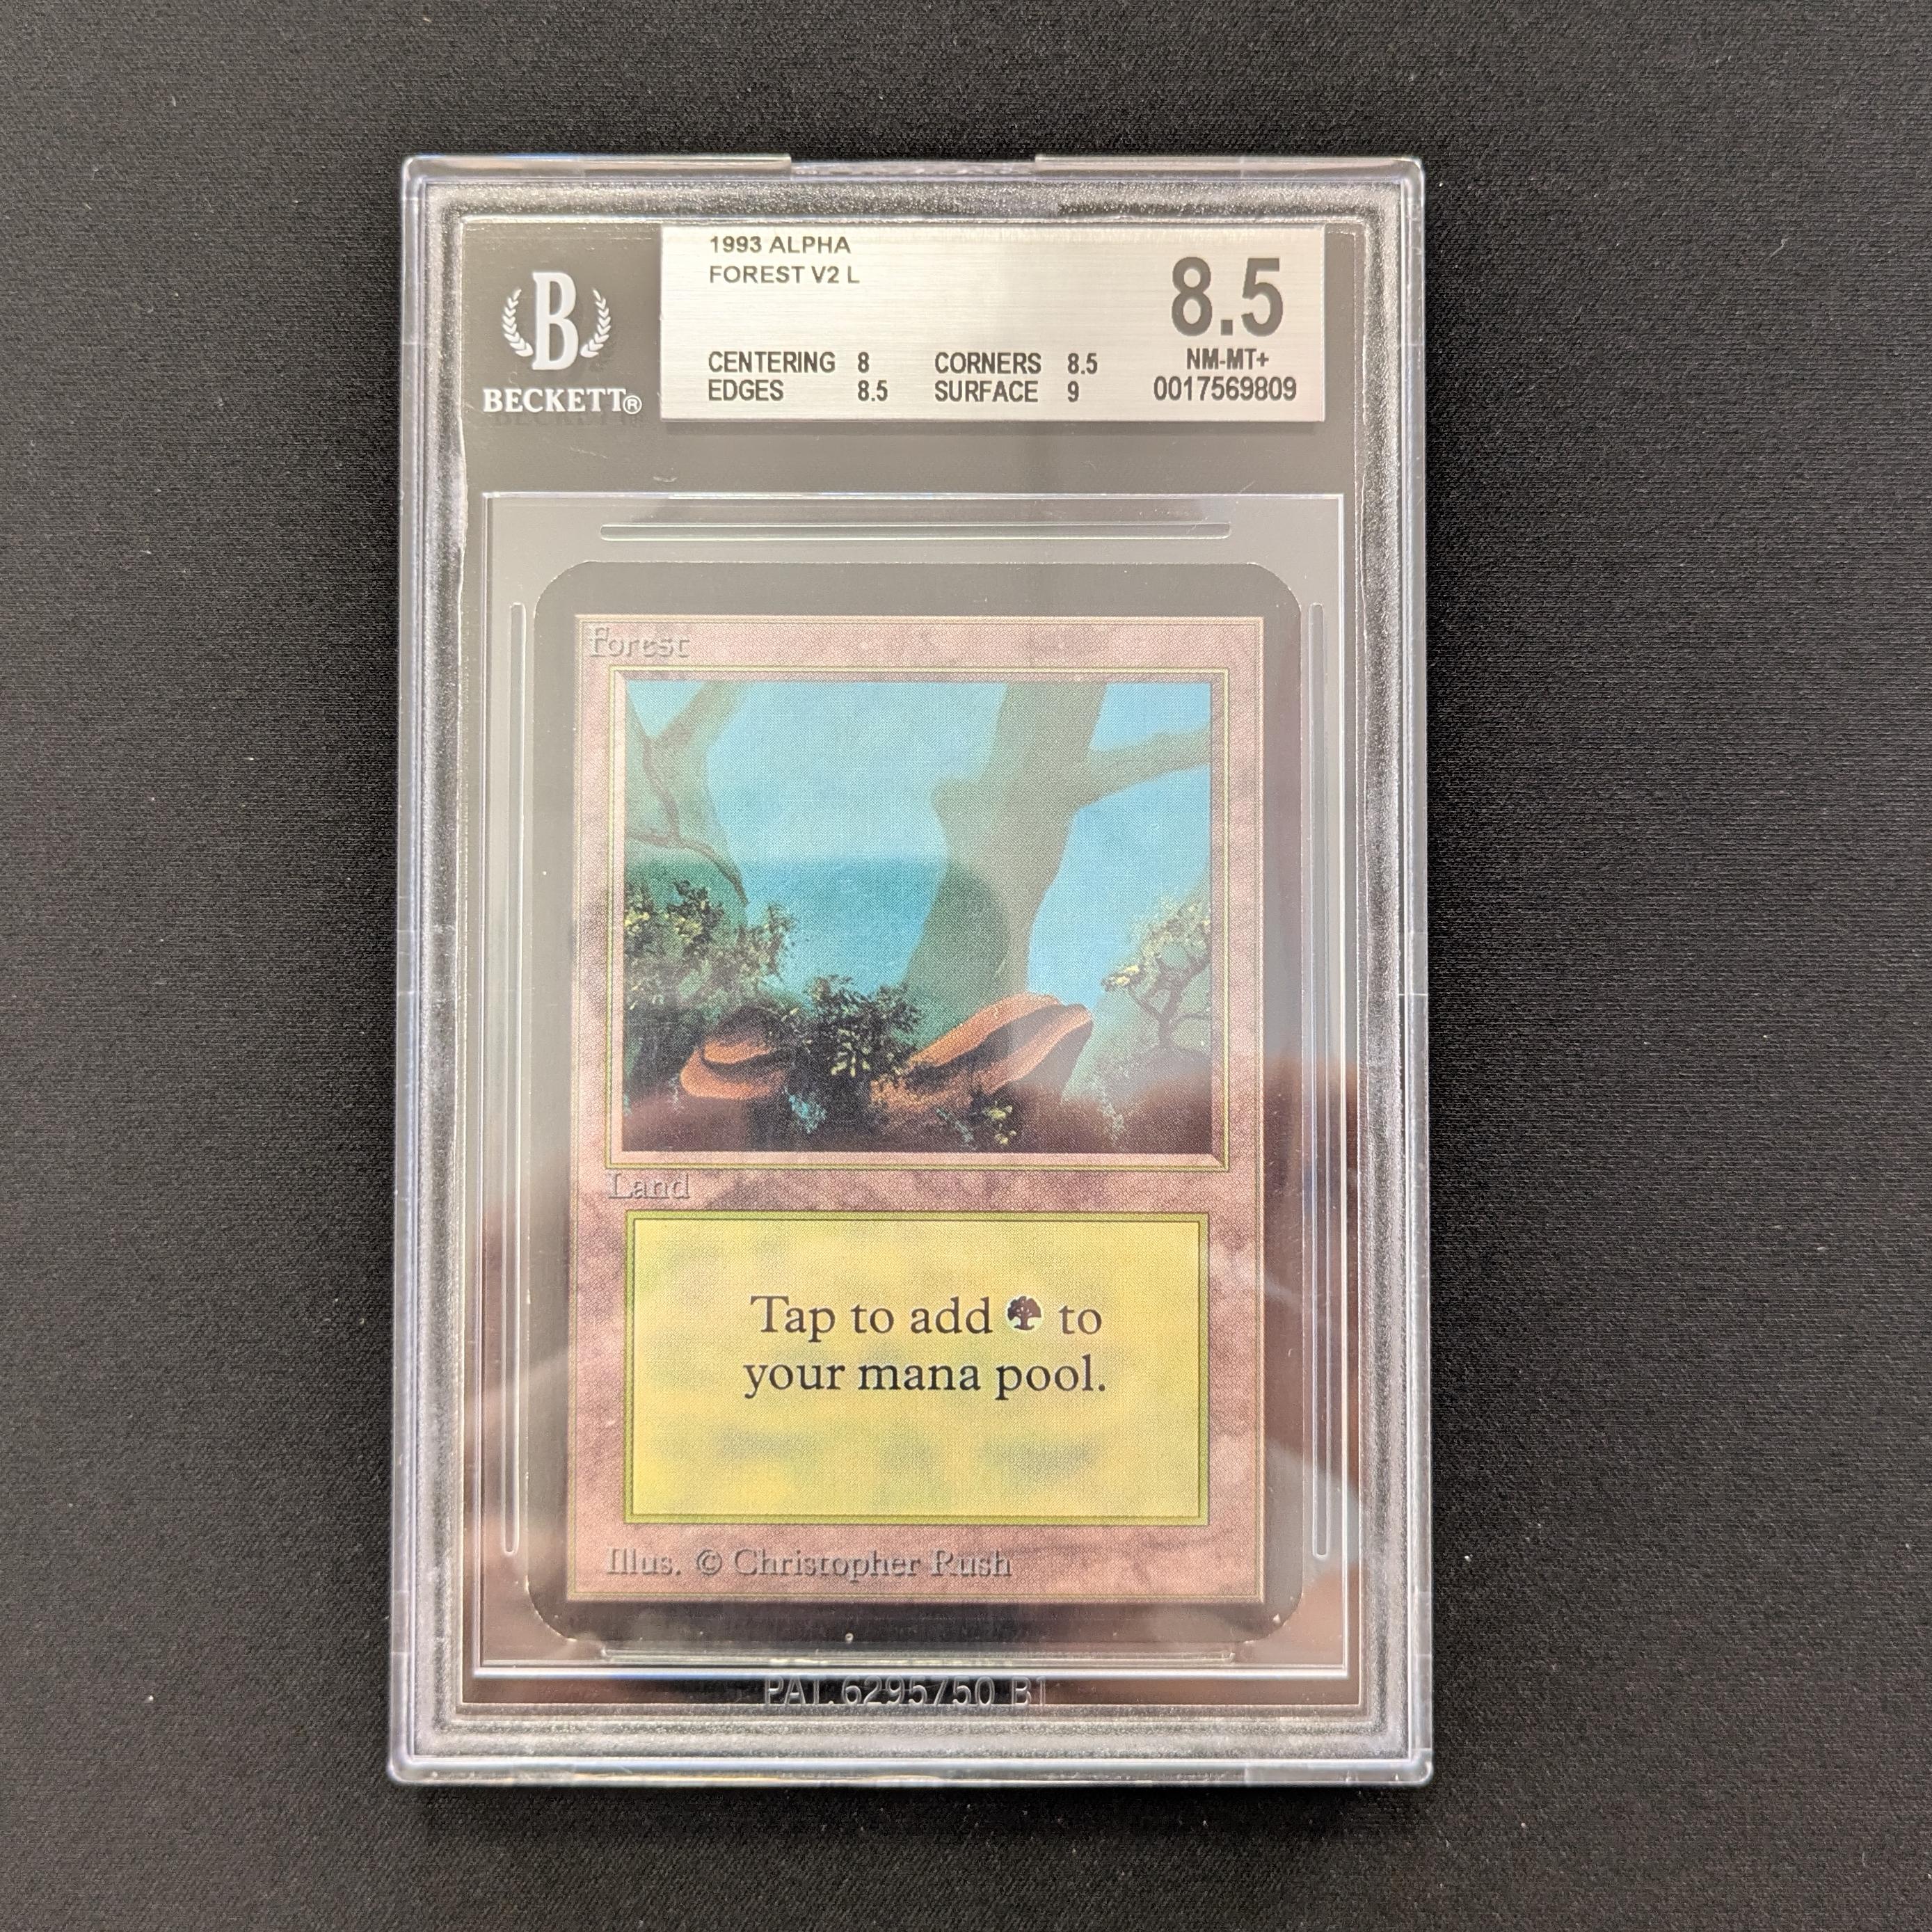 1993 ALPHA
FOREST V2 L
8.5
CENTERING 8 CORNERS 8.5 NM-MT+
EDGES 8.5 SURFACE 9 0017569809
B
BECKETT®
Forest
Land
Tap to add to
your mana pool.
Illus. © Christopher Rush
PAT. 6295750 B1